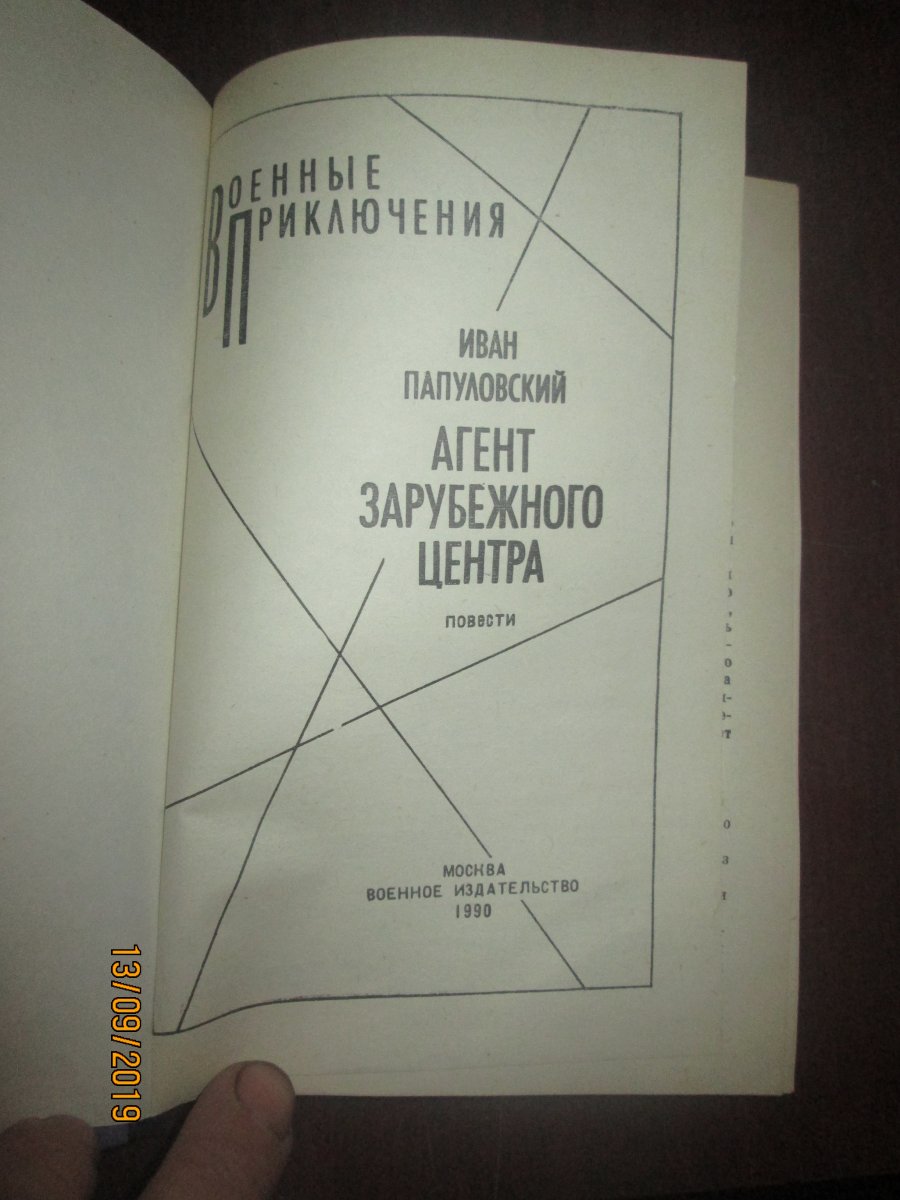 ВОЕННЫЕ
ПРИКЛЮЧЕНИЯ
ИВАН
ПАПУЛОВСКИЙ
АГЕНТ
ЗАРУБЕЖНОГО
ЦЕНТРА
повести
МОСКВА
ВОЕННОЕ ИЗДАТЕЛЬСТВО
1990
13/09/2019